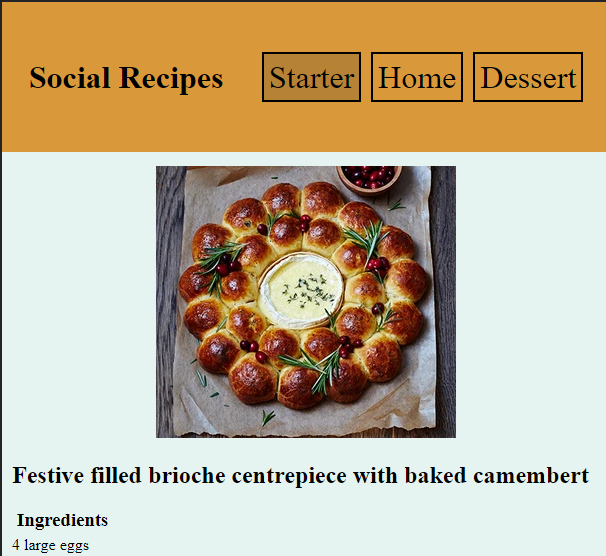 Social Recipes Starter Home Dessert
Festive filled brioche centrepiece with baked camembert
Ingredients
4 large eggs